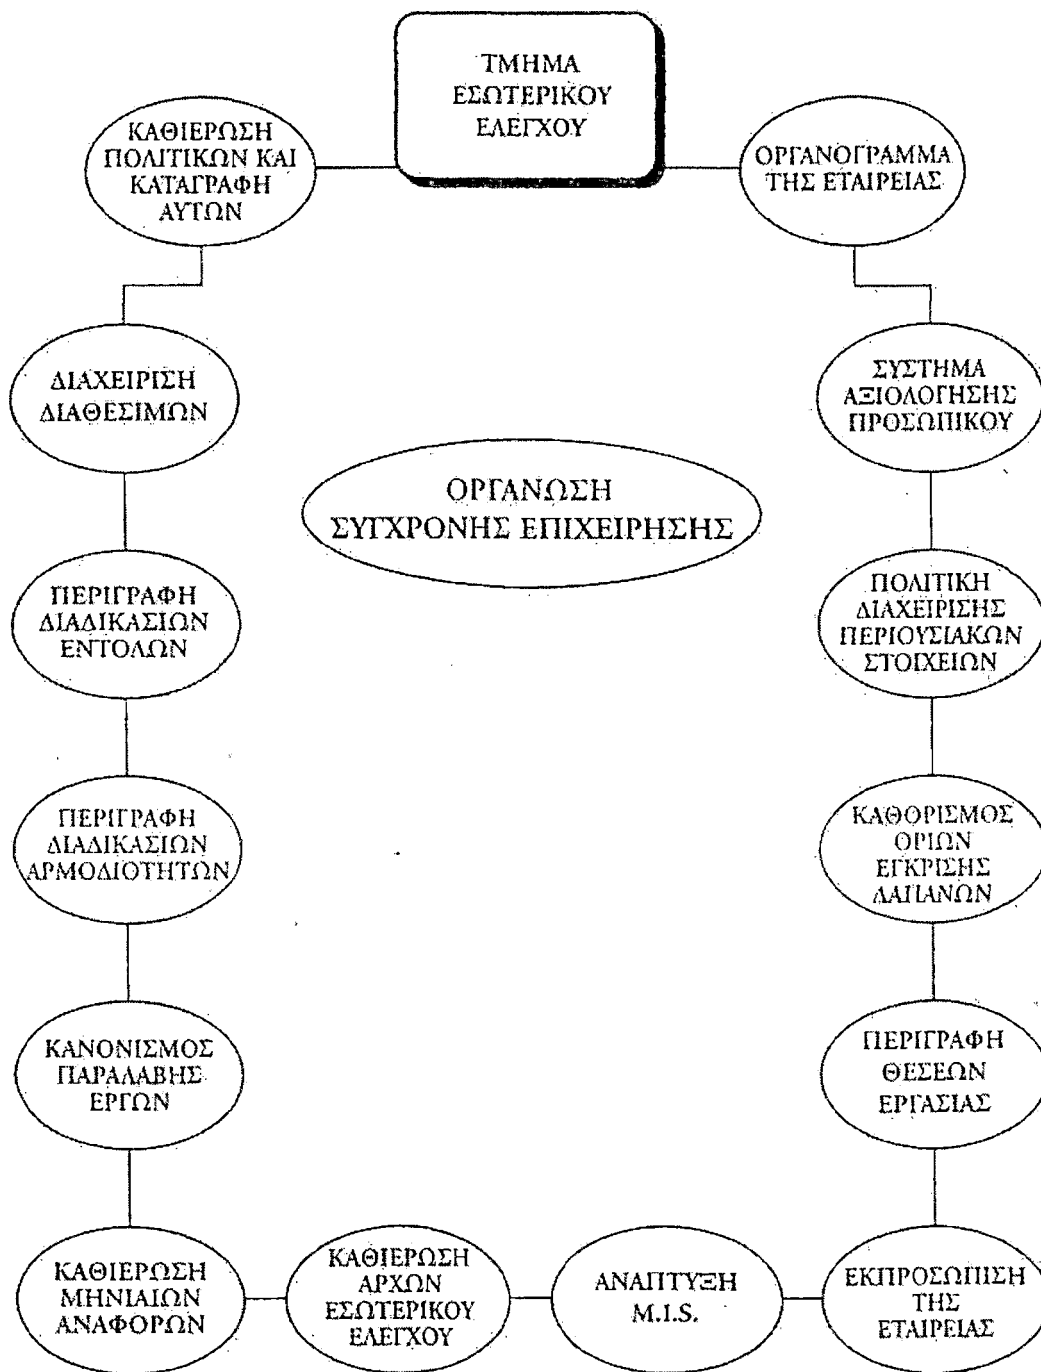 ΤΜΗΜΑ
ΕΣΩΤΕΡΙΚΟΥ
ΕΛΕΓΧΟΥ
ΚΑΘΙΕΡΩΣΗ
ΠΟΛΙΤΙΚΩΝ ΚΑΙ
ΚΑΤΑΓΡΑΦΗ
ΑΥΤΩΝ
ΟΡΓΑΝΟΓΡΑΜΜΑ
ΤΗΣ ΕΤΑΙΡΕΙΑΣ
ΔΙΑΧΕΙΡΙΣΗ
ΔΙΑΘΕΣΙΜΩΝ
ΣΥΣΤΗΜΑ
ΑΞΙΟΛΟΓΗΣΗΣ
ΠΡΟΣΩΠΙΚΟΥ
ΟΡΓΑΝΩΣΗ
ΣΥΓΧΡΟΝΗΣ ΕΠΙΧΕΙΡΗΣΗΣ
ΠΕΡΙΓΡΑΦΗ
ΔΙΑΔΙΚΑΣΙΩΝ
ΕΝΤΟΛΩΝ
ΠΟΛΙΤΙΚΗ
ΔΙΑΧΕΙΡΙΣΗΣ
ΠΕΡΙΟΥΣΙΑΚΩΝ
ΣΤΟΙΧΕΙΩΝ
ΠΕΡΙΓΡΑΦΗ
ΔΙΑΔΙΚΑΣΙΩΝ
ΑΡΜΟΔΙΟΤΗΤΩΝ
ΚΑΘΟΡΙΣΜΟΣ
ΟΡΙΩΝ
ΕΓΚΡΙΣΗΣ
ΔΑΠΑΝΩΝ
ΚΑΝΟΝΙΣΜΟΣ
ΠΑΡΑΛΑΒΗΣ
ΕΡΓΩΝ
ΠΕΡΙΓΡΑΦΗ
ΘΕΣΕΩΝ
ΕΡΓΑΣΙΑΣ
ΚΑΘΙΕΡΩΣΗ
ΜΗΝΙΑΙΩΝ
ΑΝΑΦΟΡΩΝ
ΚΑΘΙΕΡΩΣΗ
ΑΡΧΩΝ
ΕΣΩΤΕΡΙΚΟΥ
ΕΛΕΓΧΟΥ
ΑΝΑΠΤΥΞΗ
M.I.S.
ΕΚΠΡΟΣΩΠΙΣΗ
ΤΗΣ
ΕΤΑΙΡΕΙΑΣ